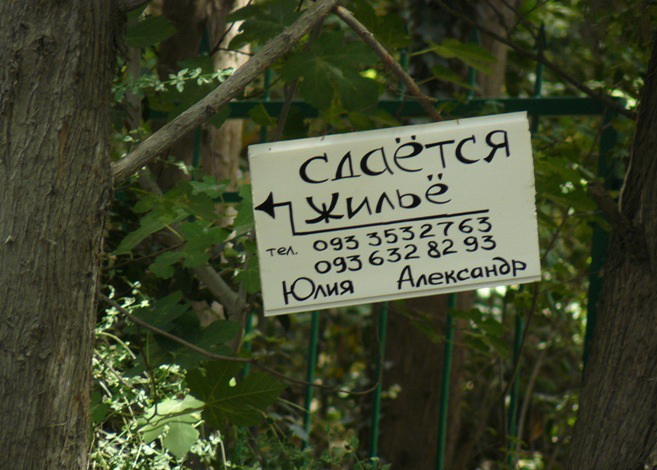 сдаётся
жильё
тел. 093 3532763
093 632 82 93
Юлия Александр